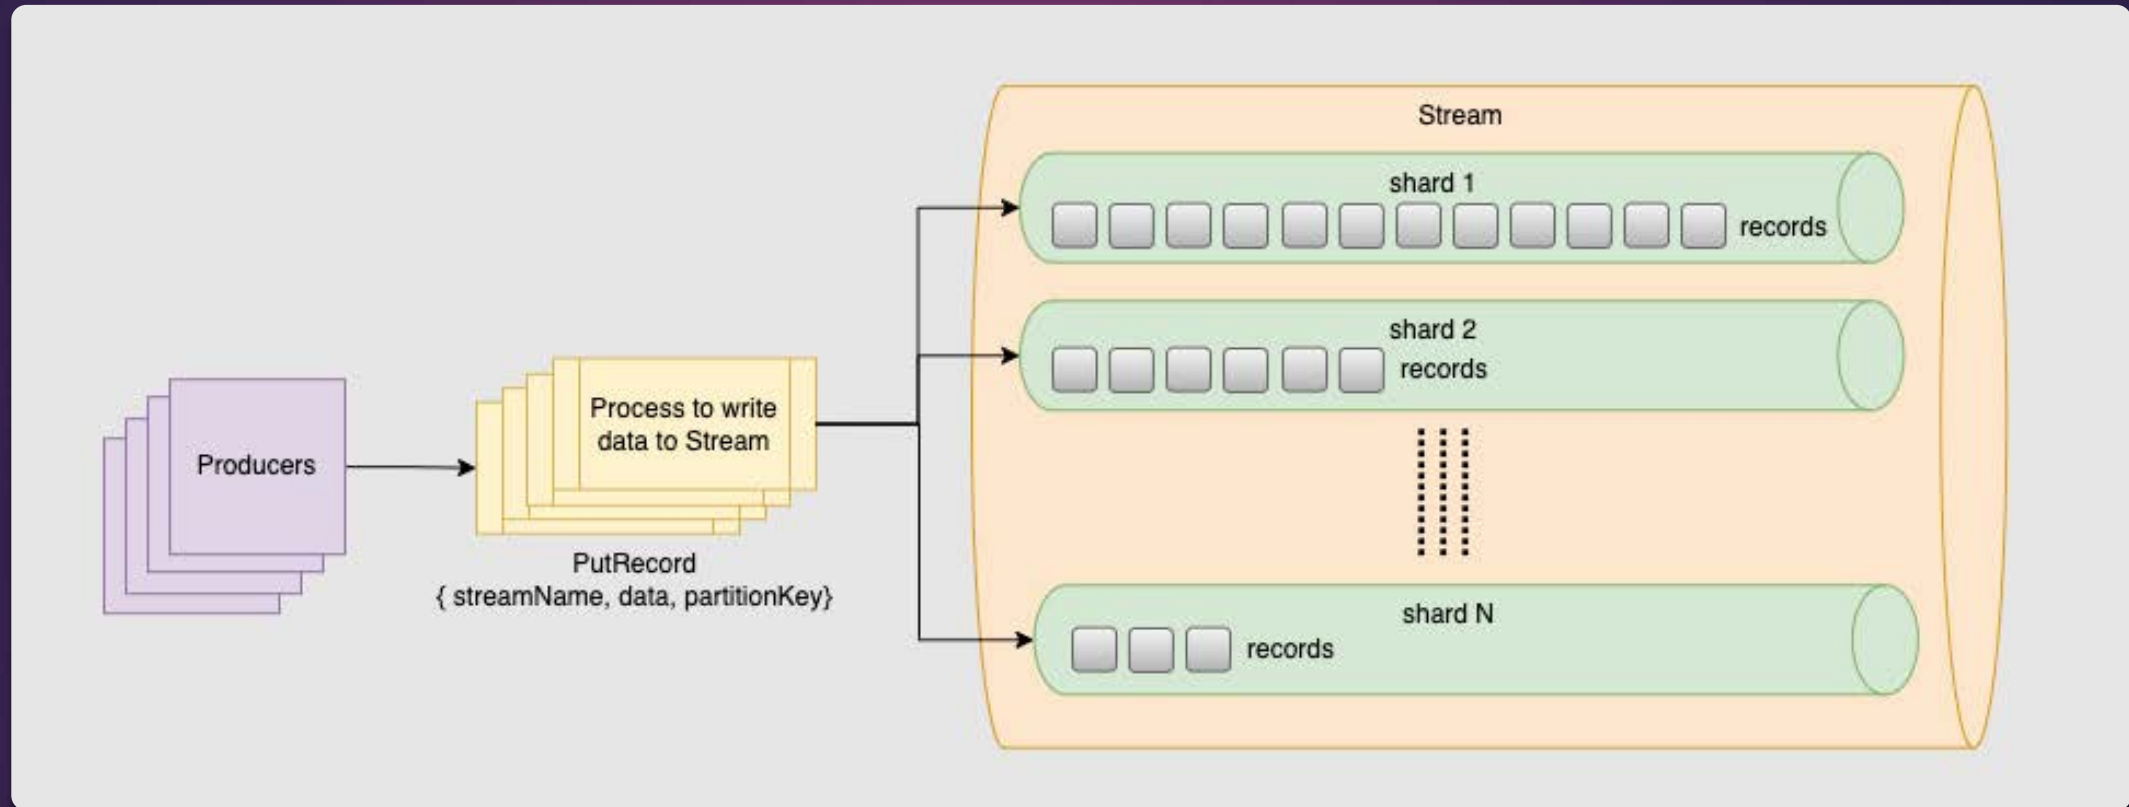 Stream
shard 1
records
shard 2
records
Producers
Process to write
data to Stream
PutRecord
{ streamName, data, partitionKey}
shard N
records